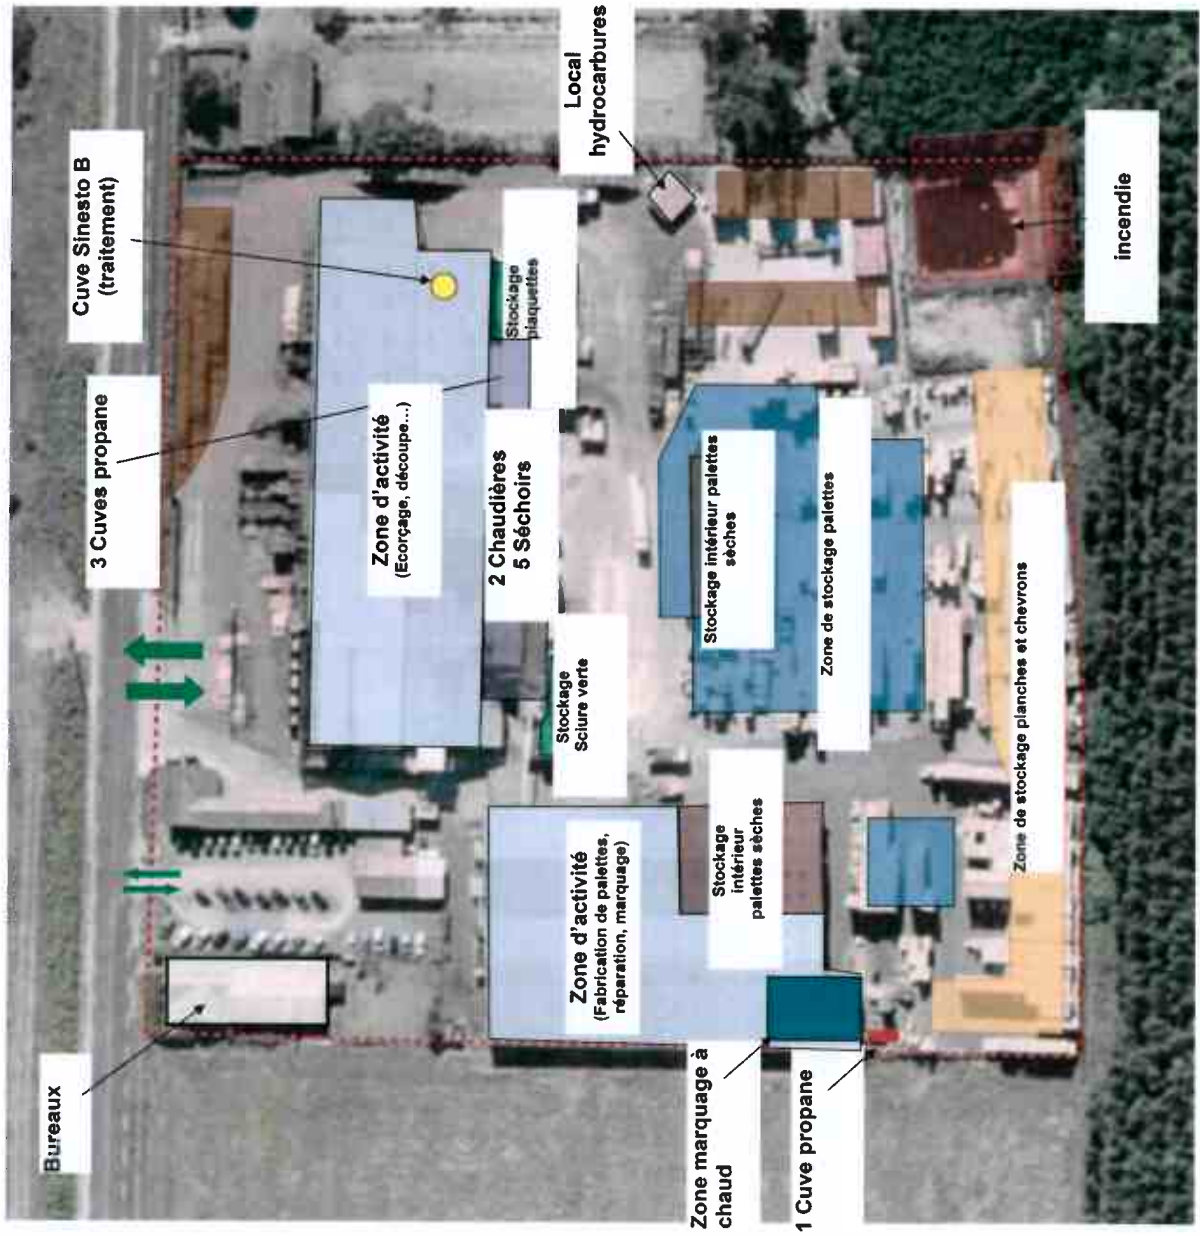 Bureaux
3 Cuves propane
Cuve Sinesto B
(traitement)
Zone d'activité
(Ecorçage, découpe...)
2 Chaudières
5 Séchoirs
Stockage
plaquettes
Local
hydrocarbures
Stockage
Sciure verte
Zone d'activité
(Fabrication de palettes,
réparation, marquage)
Stockage
intérieur
palettes sèches
Stockage intérieur palettes
sèches
Zone de stockage palettes
Zone de stockage planches et chevrons
incendie
Zone marquage à
chaud
1 Cuve propane